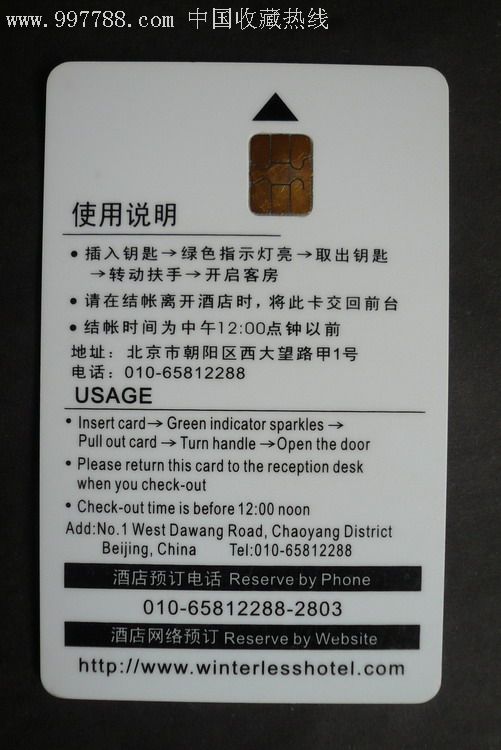 www.997788.com 中国收藏热线
使用说明
• 插入钥匙→绿色指示灯亮→取出钥匙
→转动扶手→开启客房
• 请在结帐离开酒店时，将此卡交回前台
• 结帐时间为中午12:00点钟以前
地址：北京市朝阳区西大望路甲1号
电话：010-65812288
USAGE
• Insert card→ Green indicator sparkles →
Pull out card → Turn handle→Open the door
• Please return this card to the reception desk
when you check-out
• Check-out time is before 12:00 noon
Add:No.1 West Dawang Road, Chaoyang District
Beijing, China Tel:010-65812288
酒店预订电话 Reserve by Phone
010-65812288-2803
酒店网络预订 Reserve by Website
http://www.winterlesshotel.com